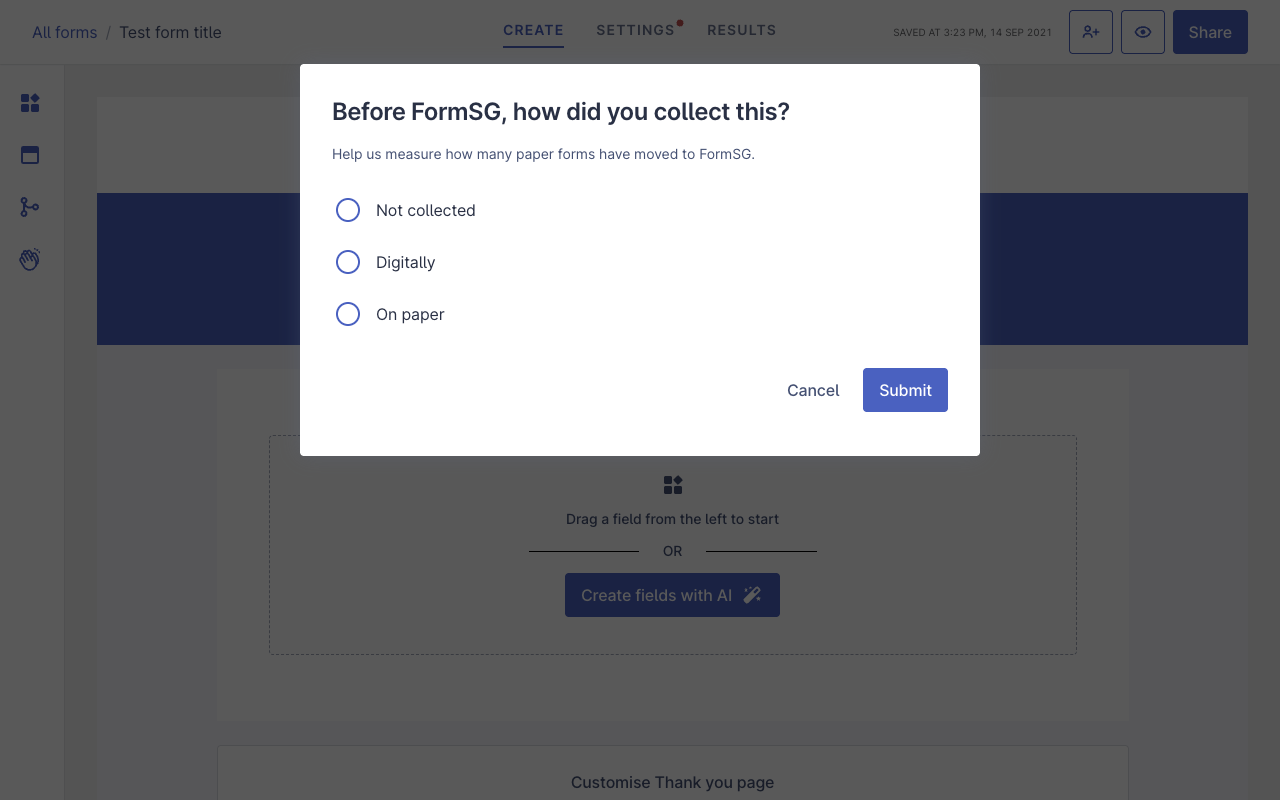 All forms / Test form title
CREATE
SETTINGS
RESULTS
SAVED AT 3:23 PM, 14 SEP 2021
Share
Before FormSG, how did you collect this?
Help us measure how many paper forms have moved to FormSG.
Not collected
Digitally
On paper
Cancel
Submit
Drag a field from the left to start
OR
Create fields with AI
Customise Thank you page